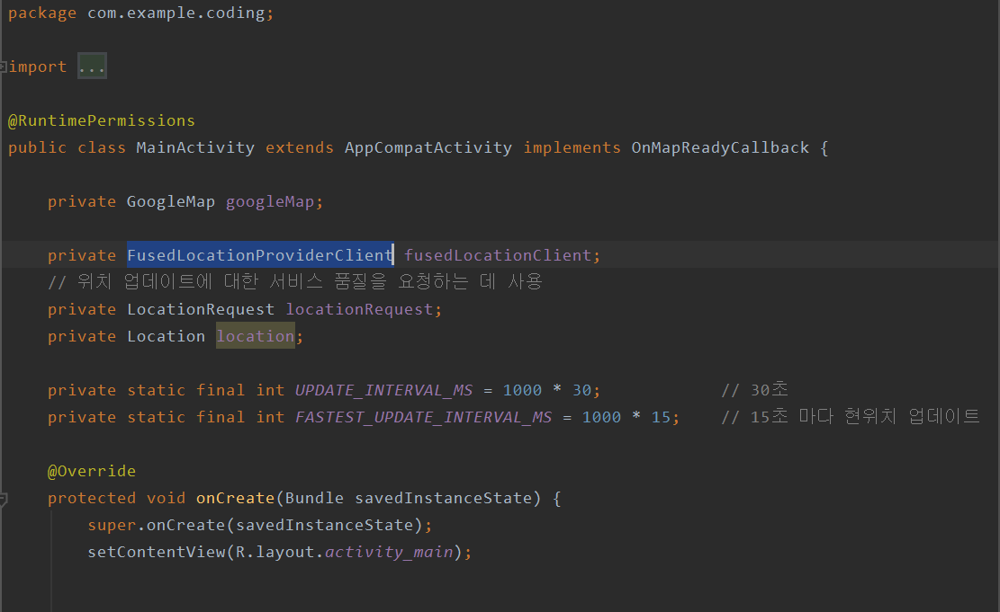 package com.example.coding;
import ...
@RuntimePermissions
public class MainActivity extends AppCompatActivity implements OnMapReadyCallback {
private GoogleMap googleMap;
private FusedLocationProviderClient fusedLocationClient;
// 위치 업데이트에 대한 서비스 품질을 요청하는 데 사용
private LocationRequest locationRequest;
private Location location;
private static final int UPDATE_INTERVAL_MS = 1000 * 30; // 30초
private static final int FASTEST_UPDATE_INTERVAL_MS = 1000 * 15; // 15초 마다 현위치 업데이트
@Override
protected void onCreate(Bundle savedInstanceState) {
super.onCreate(savedInstanceState);
setContentView(R.layout.activity_main);